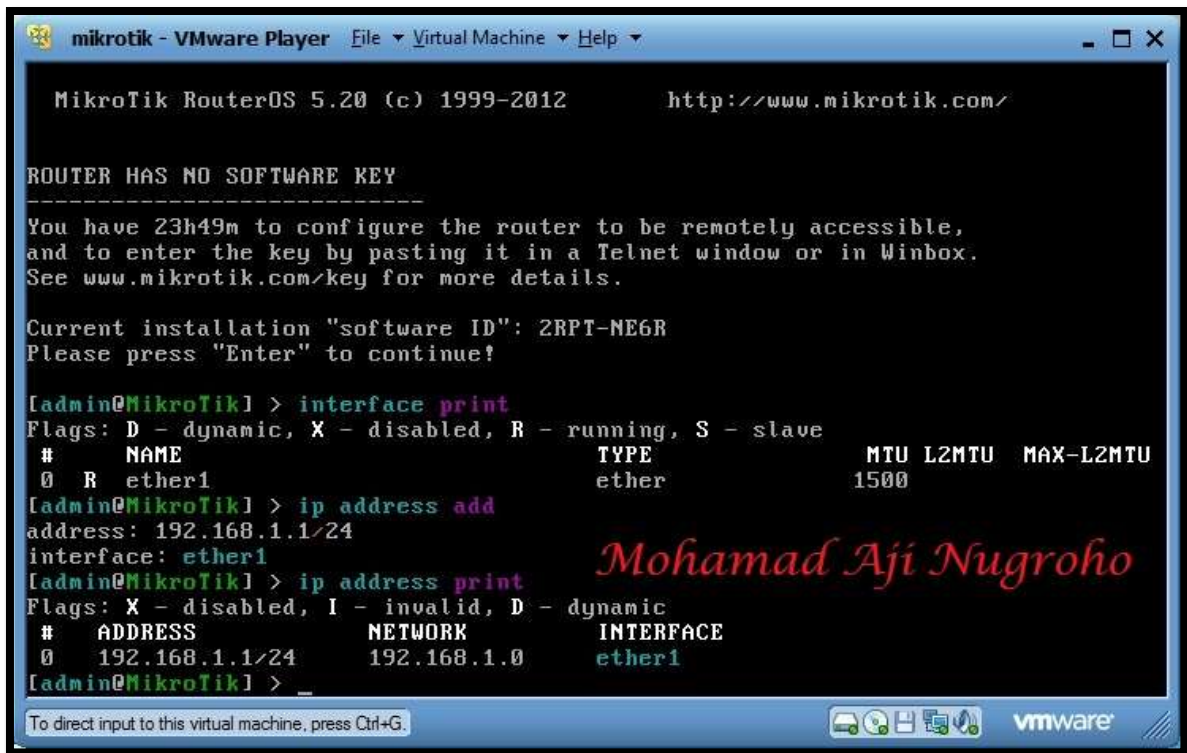 mikrotik - VMware Player File Virtual Machine Help
MikroTik RouterOS 5.20 (c) 1999-2012 http://www.mikrotik.com/
ROUTER HAS NO SOFTWARE KEY
----------------------------
You have 23h49m to configure the router to be remotely accessible,
and to enter the key by pasting it in a Telnet window or in Winbox.
See www.mikrotik.com/key for more details.
Current installation "software ID": 2RPT-NE6R
Please press "Enter" to continue!
[admin@MikroTik] > interface print
Flags: D - dynamic, X - disabled, R - running, S - slave
# NAME TYPE MTU L2MTU MAX-L2MTU
0 R ether1 ether 1500
[admin@MikroTik] > ip address add
address: 192.168.1.1/24
interface: ether1
Mohamad Aji Nugroho
[admin@MikroTik] > ip address print
Flags: X - disabled, I - invalid, D - dynamic
# ADDRESS NETWORK INTERFACE
0 192.168.1.1/24 192.168.1.0 ether1
[admin@MikroTik] > _
To direct input to this virtual machine, press Ctrl+G.
vmware